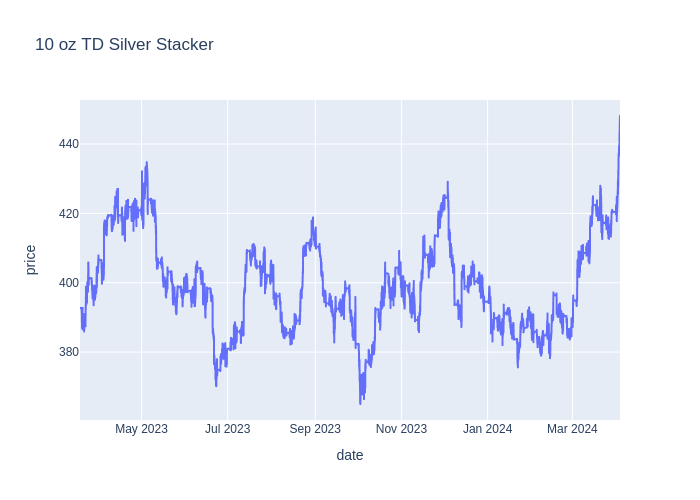 10 oz TD Silver Stacker
440
420
400
380
price
May 2023
Jul 2023
Sep 2023
Nov 2023
Jan 2024
Mar 2024
date